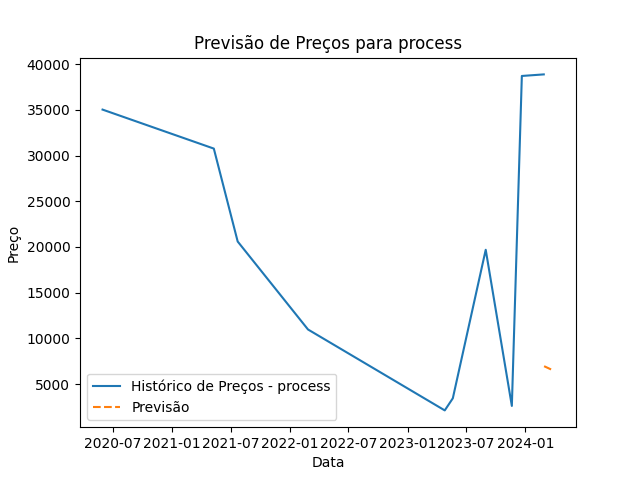 Previsão de Preços para process
Preço
40000
35000
30000
25000
20000
15000
10000
5000
Histórico de Preços - process
Previsão
2020-07 2021-01 2021-07 2022-01 2022-07 2023-01 2023-07 2024-01
Data